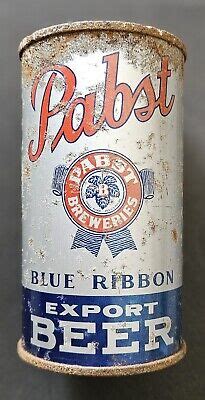 Pabst
PABST
BREWERIES
BLUE RIBBON
EXPORT
BEER